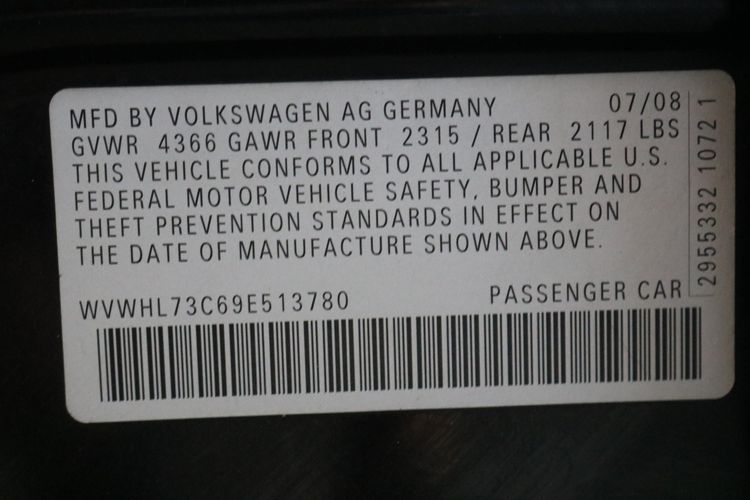 MFD BY VOLKSWAGEN AG GERMANY 07/08
GVWR 4366 GAWR FRONT 2315 / REAR 2117 LBS
THIS VEHICLE CONFORMS TO ALL APPLICABLE U.S.
FEDERAL MOTOR VEHICLE SAFETY, BUMPER AND
THEFT PREVENTION STANDARDS IN EFFECT ON
THE DATE OF MANUFACTURE SHOWN ABOVE.
WVWHL73C69E513780 PASSENGER CAR
2955332 1072 1